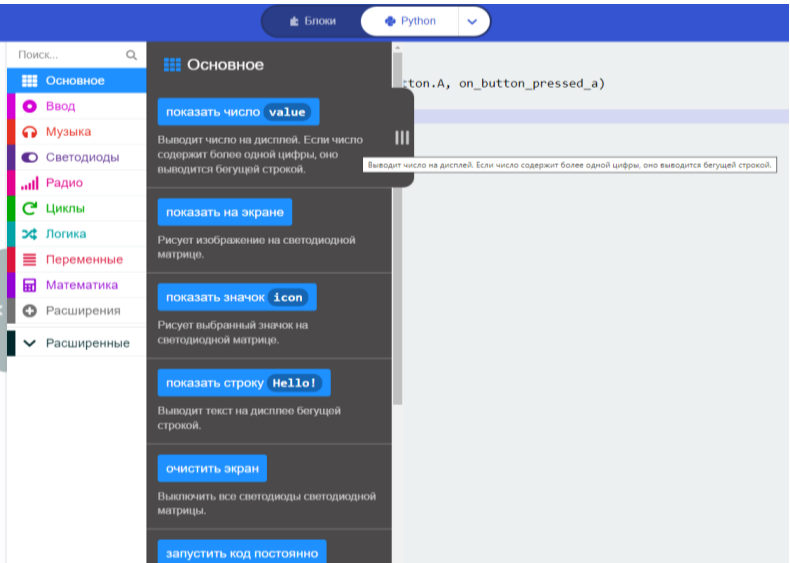 Блоки
Python
Поиск...
Основное
Ввод
Музыка
Светодиоды
Радио
Циклы
Логика
Переменные
Математика
Расширения
Расширенные
Основное
показать число value
Выводит число на дисплей. Если число
содержит более одной цифры, оно
выводится бегущей строкой.
показать на экране
Рисует изображение на светодиодной
матрице.
показать значок icon
Рисует выбранный значок на
светодиодной матрице.
показать строку Hello!
Выводит текст на дисплее бегущей
строкой.
очистить экран
Выключить все светодиоды светодиодной
матрицы.
запустить код постоянно
tton.A, on_button_pressed_a)
Выводит число на дисплей. Если число содержит более одной цифры, оно выводится бегущей строкой.